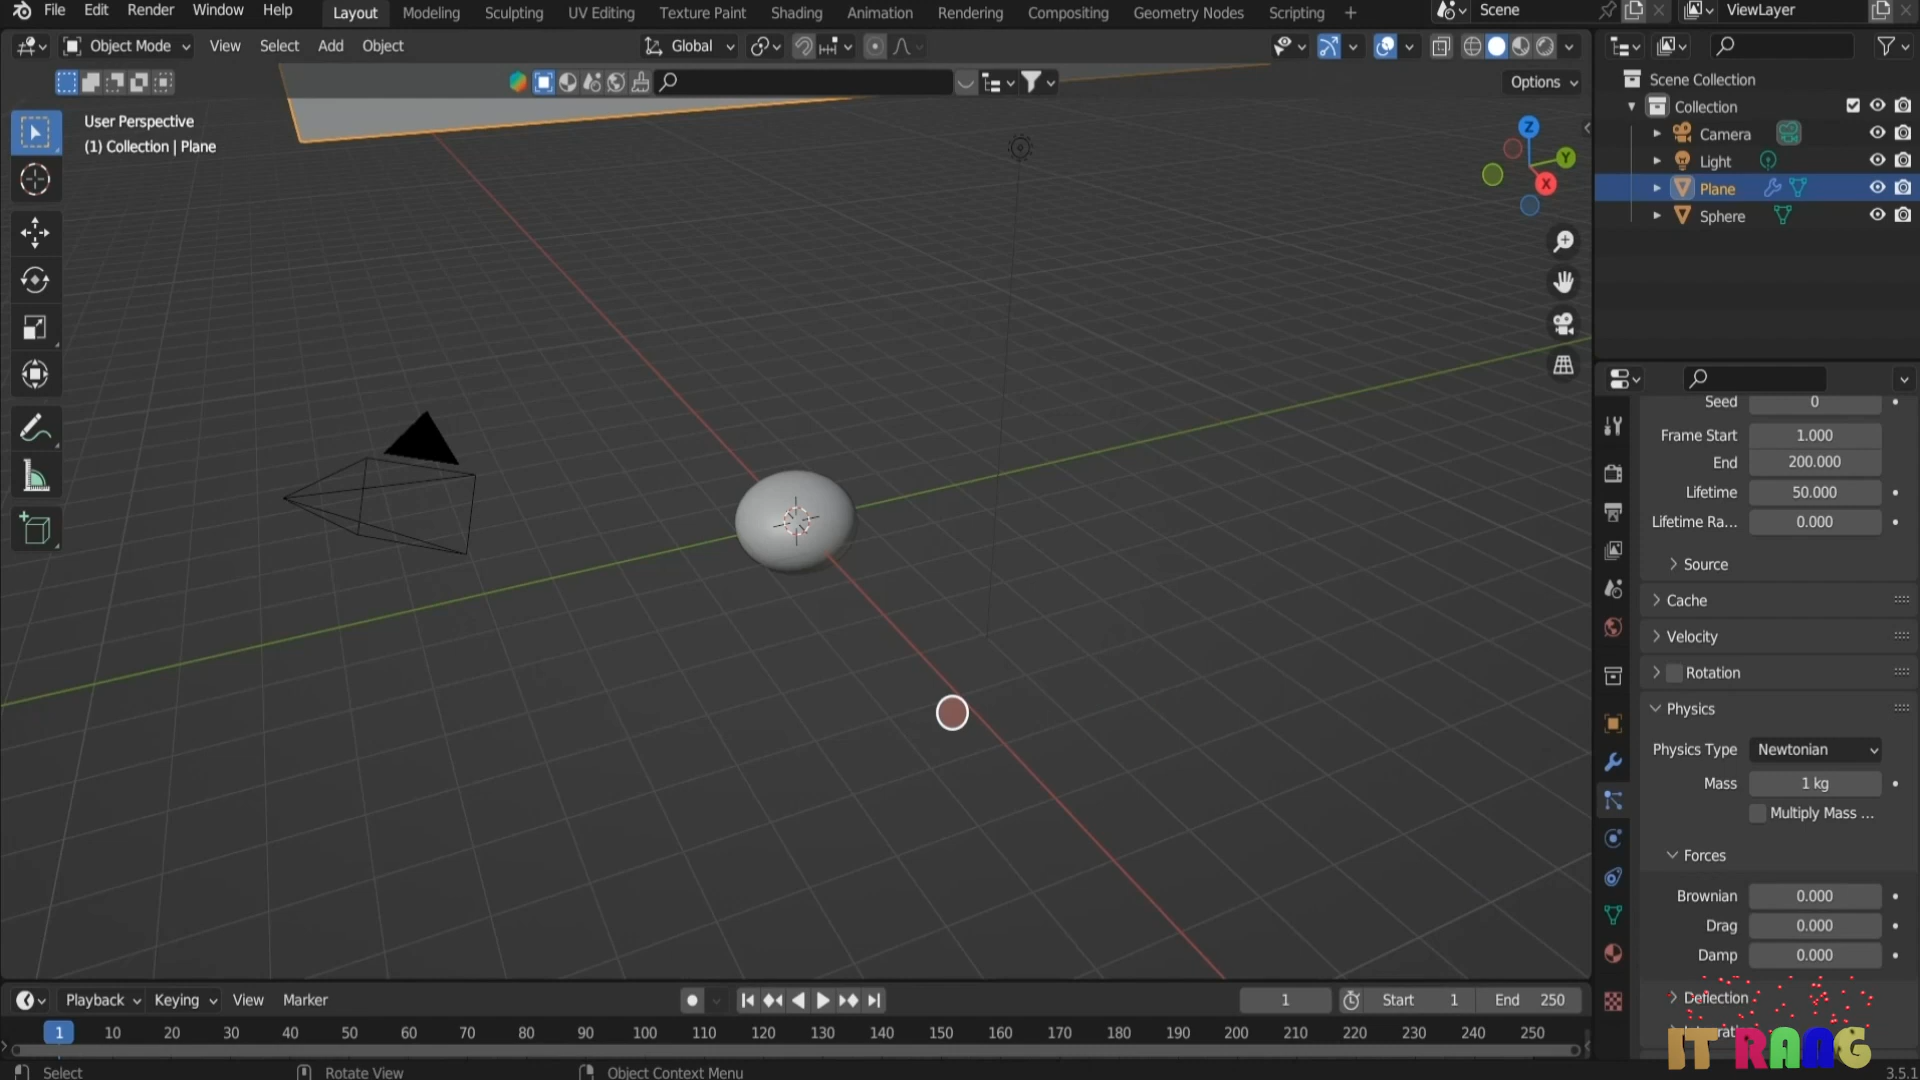 File Edit Render Window Help Layout Modeling Sculpting UV Editing Texture Paint Shading Animation Rendering Compositing Geometry Nodes Scripting + Scene ViewLayer
Object Mode View Select Add Object Global
Options
User Perspective
(1) Collection | Plane
Z
Y
X
Scene Collection
Collection
Camera
Light
Plane
Sphere
Seed 0
Frame Start 1.000
End 200.000
Lifetime 50.000
Lifetime Ra... 0.000
Source
Cache
Velocity
Rotation
Physics
Physics Type Newtonian
Mass 1 kg
Multiply Mass ...
Forces
Brownian 0.000
Drag 0.000
Damp 0.000
Deflection
IT RANG
Playback Keying View Marker 1 Start 1 End 250
1 10 20 30 40 50 60 70 80 90 100 110 120 130 140 150 160 170 180 190 200 210 220 230 240 250
Select Rotate View Object Context Menu 3.5.1